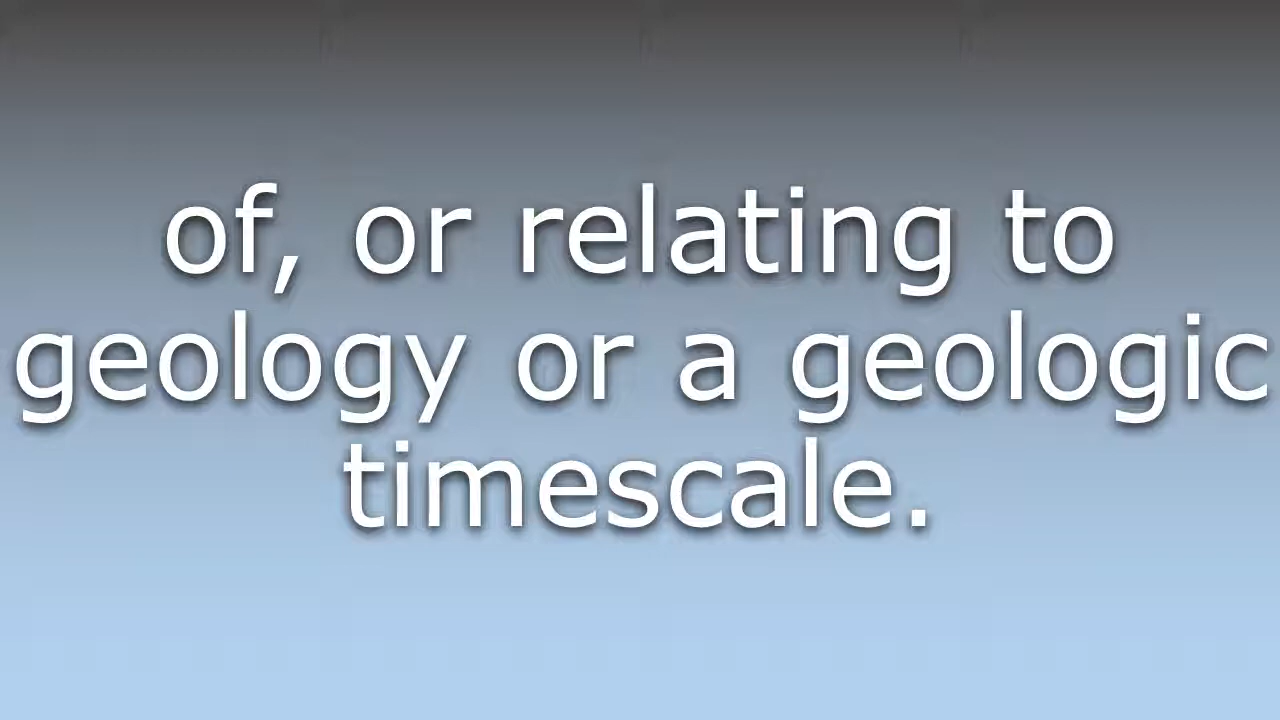 of, or relating to
geology or a geologic
timescale.